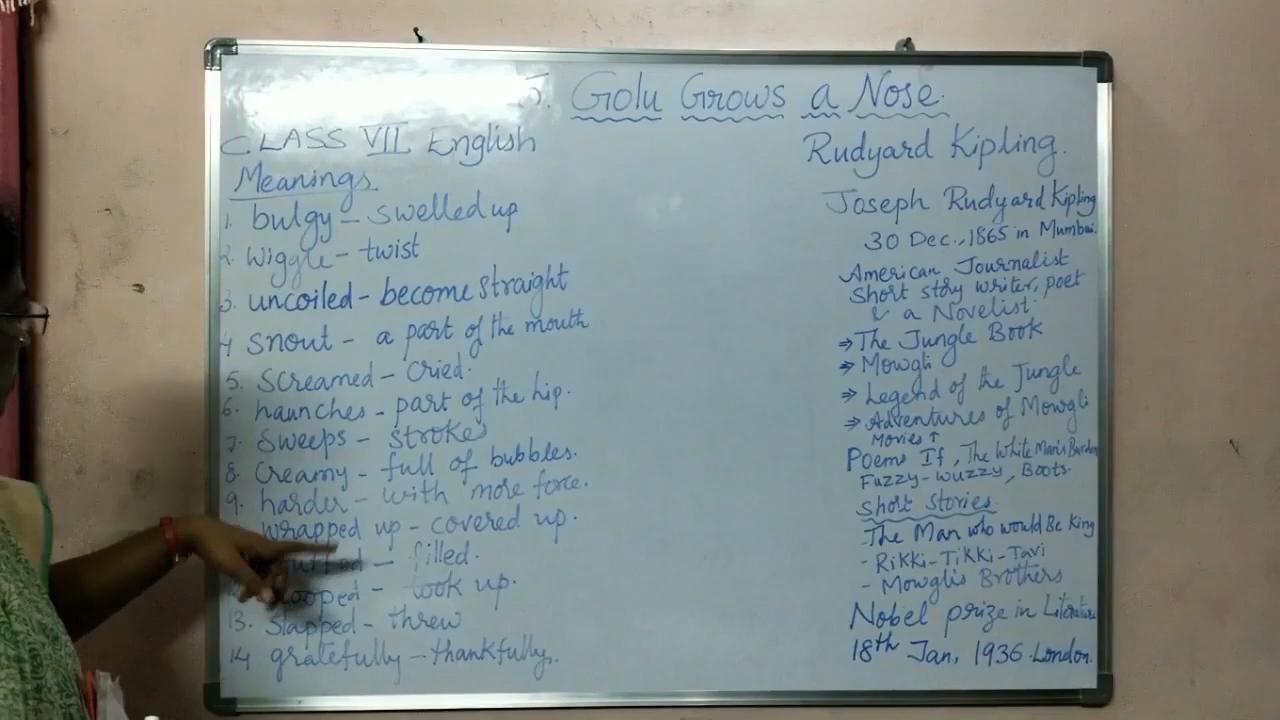 5. Golu Grows a Nose.
CLASS VII English
Meanings.
1. bulgy – swelled up
2. wiggle – twist
3. uncoiled – become straight
4 snout – a part of the mouth
5. Screamed – cried.
6. haunches – part of the hip.
7. Sweeps – strokes
8. Creamy – full of bubbles.
9. harder – with more force.
wrapped up – covered up.
– filled.
– took up.
13. slapped – threw
14 gratefully – thankfully.
Rudyard Kipling.
Joseph Rudyard Kipling
30 Dec., 1865 in Mumbai.
American Journalist
Short story writer, poet
& a Novelist.
⇒ The Jungle Book
⇒ Mowgli
⇒ Legend of the Jungle
⇒ Adventures of Mowgli
Movies ↑
Poems If, The White Man's Burden
Fuzzy-Wuzzy, Boots.
Short Stories
- The Man who would Be King
- Rikki-Tikki-Tavi
- Mowgli's Brothers
Nobel prize in Literature
18th Jan, 1936 London.